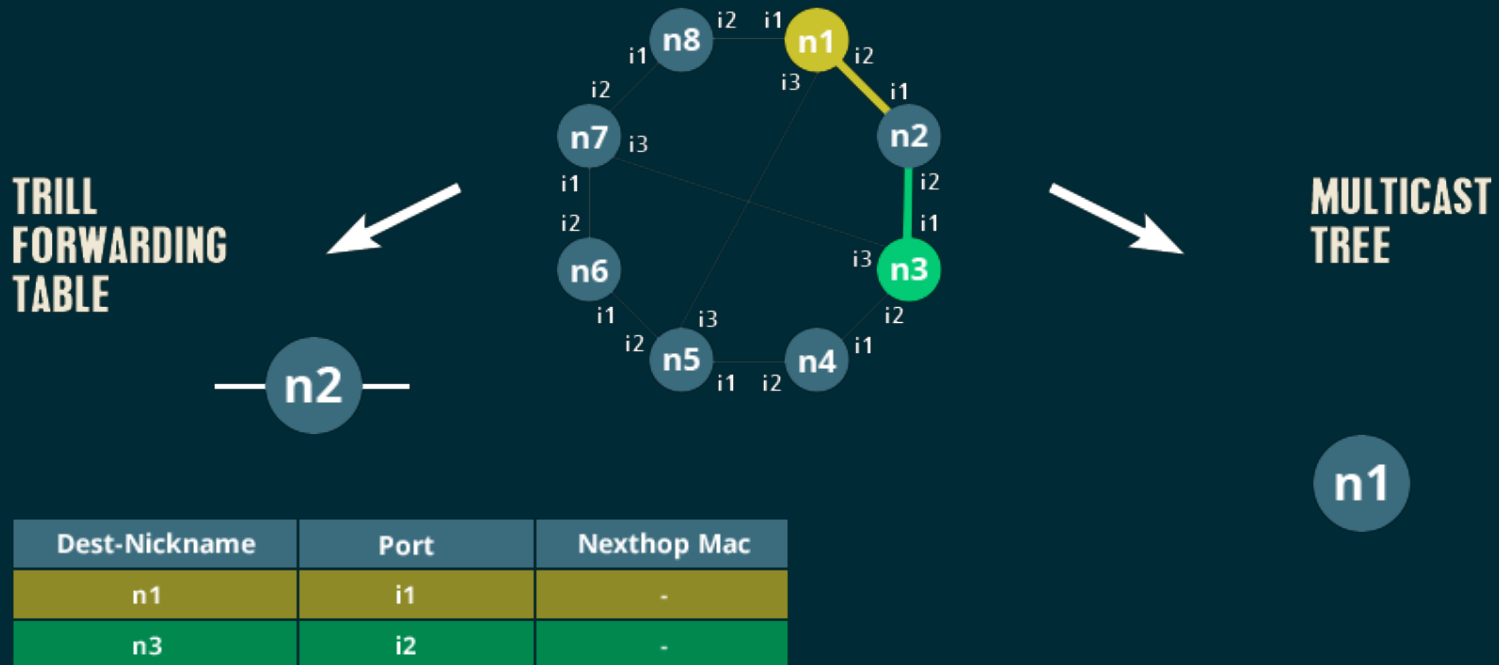 i2 i1
n8 n1
i1 i2
i3
i2 i1
n7 n2
i3
i1 i2
i2 i1
n6 i3 n3
i1 i3 i2
i2 i1
n5 n4
i1 i2
TRILL
FORWARDING
TABLE
n2
MULTICAST
TREE
n1
Dest-Nickname Port Nexthop Mac
n1 i1 -
n3 i2 -